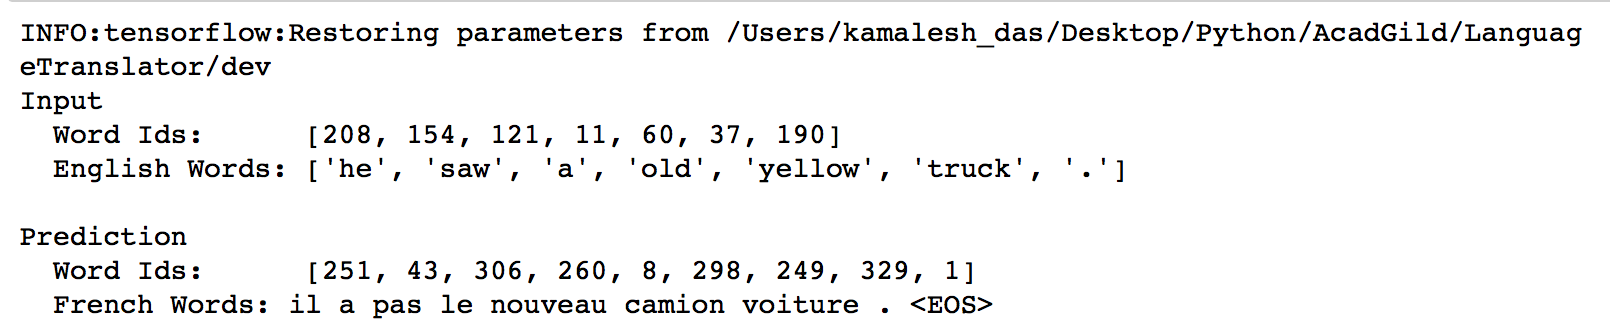 INFO:tensorflow:Restoring parameters from /Users/kamalesh_das/Desktop/Python/AcadGild/Languag
eTranslator/dev
Input
  Word Ids:      [208, 154, 121, 11, 60, 37, 190]
  English Words: ['he', 'saw', 'a', 'old', 'yellow', 'truck', '.']

Prediction
  Word Ids:      [251, 43, 306, 260, 8, 298, 249, 329, 1]
  French Words: il a pas le nouveau camion voiture . <EOS>